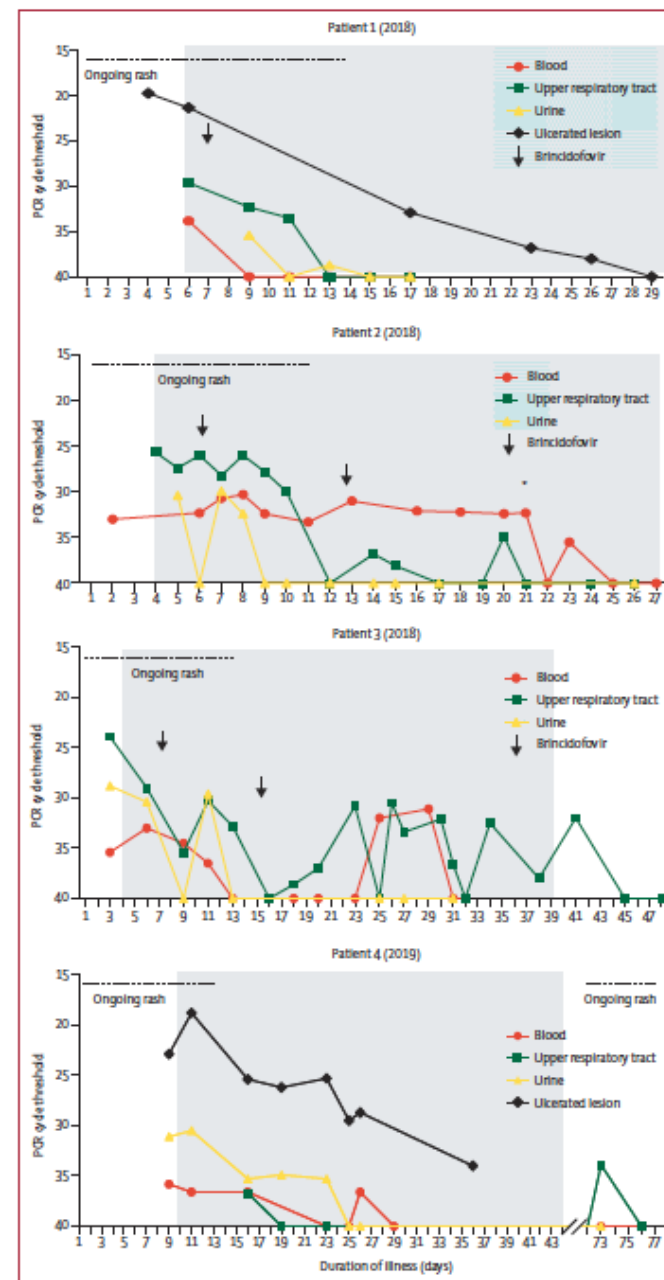 Patient 1 (2018)
15
20
25
30
35
40
PCR cycle threshold
Ongoing rash
Blood
Upper respiratory tract
Urine
Ulcerated lesion
Brincidofovir
1 2 3 4 5 6 7 8 9 10 11 12 13 14 15 16 17 18 19 20 21 22 23 24 25 26 27 28 29
Patient 2 (2018)
15
20
25
30
35
40
PCR cycle threshold
Ongoing rash
Blood
Upper respiratory tract
Urine
Brincidofovir
*
1 2 3 4 5 6 7 8 9 10 11 12 13 14 15 16 17 18 19 20 21 22 23 24 25 26 27
Patient 3 (2018)
15
20
25
30
35
40
PCR cycle threshold
Ongoing rash
Blood
Upper respiratory tract
Urine
Brincidofovir
1 3 5 7 9 11 13 15 17 19 21 23 25 27 29 31 33 35 37 39 41 43 45 47
Patient 4 (2019)
15
20
25
30
35
40
PCR cycle threshold
Ongoing rash
Ongoing rash
Blood
Upper respiratory tract
Urine
Ulcerated lesion
1 3 5 7 9 11 13 15 17 19 21 23 25 27 29 31 33 35 37 39 41 43 73 75 77
Duration of illness (days)